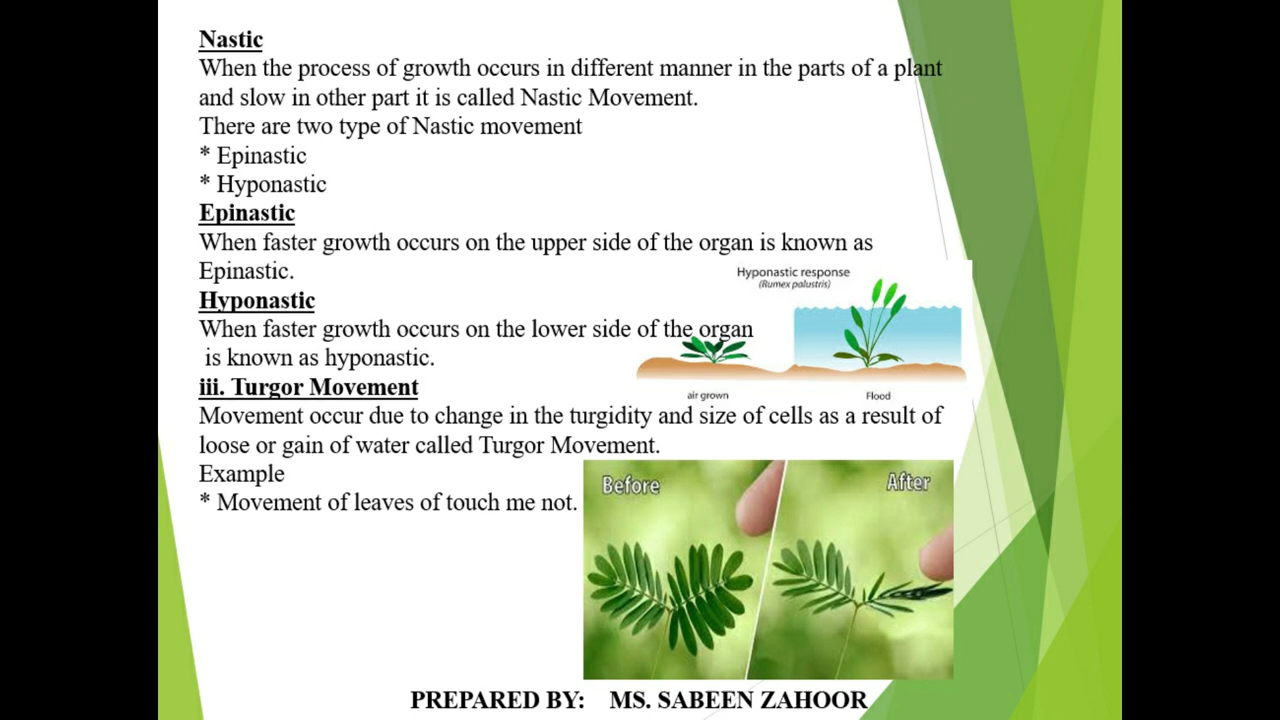 Nastic
When the process of growth occurs in different manner in the parts of a plant
and slow in other part it is called Nastic Movement.
There are two type of Nastic movement
* Epinastic
* Hyponastic
Epinastic
When faster growth occurs on the upper side of the organ is known as
Epinastic.
Hyponastic
When faster growth occurs on the lower side of the organ
is known as hyponastic.
Hyponastic response
(Rumex palustris)
air grown
Flood
iii. Turgor Movement
Movement occur due to change in the turgidity and size of cells as a result of
loose or gain of water called Turgor Movement.
Example
* Movement of leaves of touch me not.
Before
After
PREPARED BY: MS. SABEEN ZAHOOR